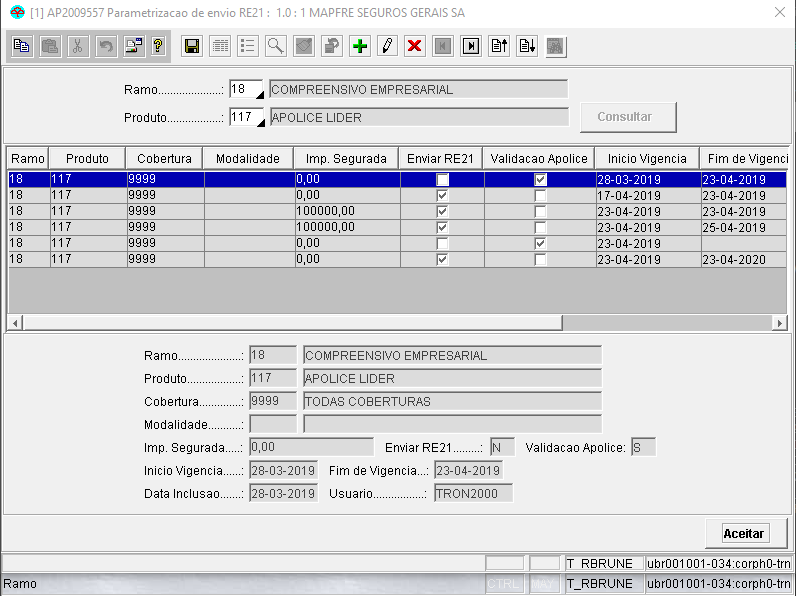 [1] AP2009557 Parametrizacao de envio RE21 : 1.0 : 1 MAPFRE SEGUROS GERAIS SA
Ramo....................: 18 COMPREENSIVO EMPRESARIAL
Produto..................: 117 APOLICE LIDER Consultar
Ramo Produto Cobertura Modalidade Imp. Segurada Enviar RE21 Validacao Apolice Inicio Vigencia Fim de Vigenci
18 117 9999 0,00 28-03-2019 23-04-2019
18 117 9999 0,00 17-04-2019 23-04-2019
18 117 9999 100000,00 23-04-2019 23-04-2019
18 117 9999 100000,00 23-04-2019 25-04-2019
18 117 9999 0,00 23-04-2019
18 117 9999 0,00 23-04-2019 23-04-2020
Ramo....................: 18 COMPREENSIVO EMPRESARIAL
Produto..................: 117 APOLICE LIDER
Cobertura.............: 9999 TODAS COBERTURAS
Modalidade..........:
Imp. Segurada.....: 0,00 Enviar RE21.........: N Validacao Apolice: S
Inicio Vigencia......: 28-03-2019 Fim de Vigencia...: 23-04-2019
Data Inclusao.......: 28-03-2019 Usuario................: TRON2000
Aceitar
T_RBRUNE ubr001001-034:corph0-trn
Ramo CTRL MAY T_RBRUNE ubr001001-034:corph0-trn